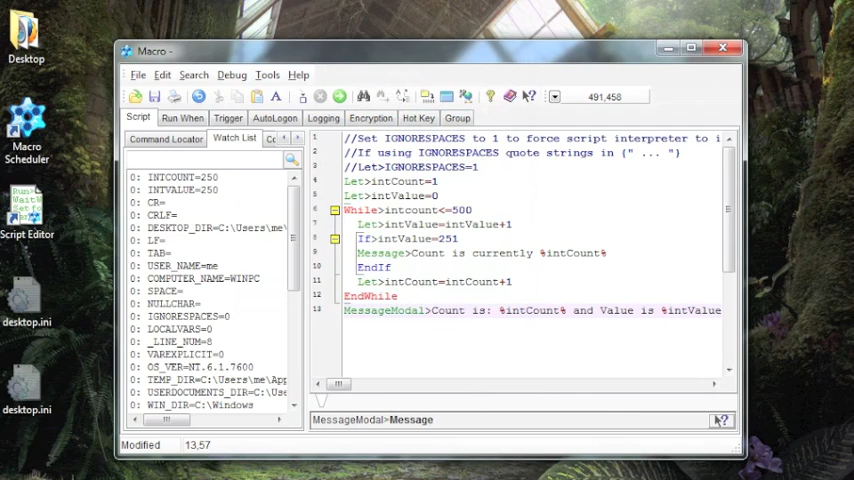 Desktop
Macro Scheduler
Script Editor
desktop.ini
desktop.ini
Macro -
File Edit Search Debug Tools Help
491,458
Script Run When Trigger AutoLogon Logging Encryption Hot Key Group
Command Locator Watch List
0: INTCOUNT=250
0: INTVALUE=250
0: CR=
0: CRLF=
0: DESKTOP_DIR=C:\Users\me\
0: LF=
0: TAB=
0: USER_NAME=me
0: COMPUTER_NAME=WINPC
0: SPACE=
0: NULLCHAR=
0: IGNORESPACES=0
0: LOCALVARS=0
0: _LINE_NUM=8
0: VAREXPLICIT=0
0: OS_VER=NT.6.1.7600
0: TEMP_DIR=C:\Users\me\App
0: USERDOCUMENTS_DIR=C:\Use
0: WIN_DIR=C:\Windows
1 //Set IGNORESPACES to 1 to force script interpreter to i
2 //If using IGNORESPACES quote strings in {" ... "}
3 //Let>IGNORESPACES=1
4 Let>intCount=1
5 Let>intValue=0
6 While>intcount<=500
7 Let>intValue=intValue+1
8 If>intValue=251
9 Message>Count is currently %intCount%
10 EndIf
11 Let>intCount=intCount+1
12 EndWhile
13 MessageModal>Count is: %intCount% and Value is %intValue
MessageModal>Message
Modified 13,57